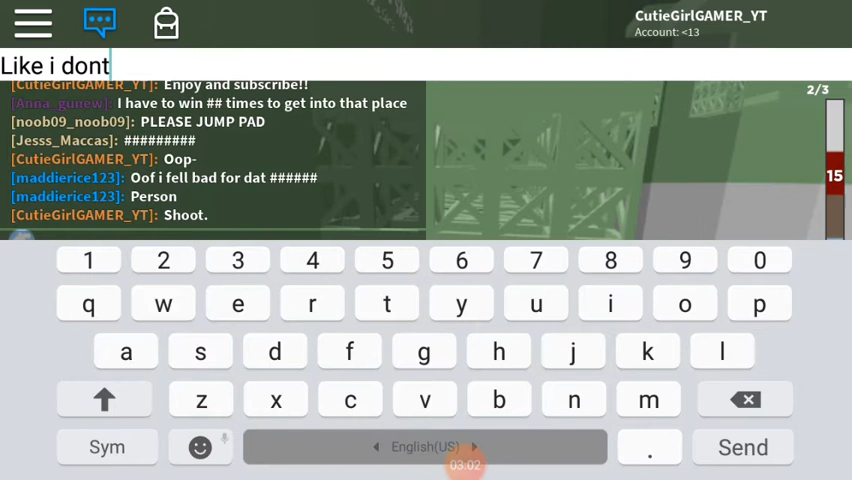 CutieGirlGAMER_YT
Account: <13
Like i dont
[CutieGirlGAMER_YT]: Enjoy and subscribe!!
2/3
[Anna_gunew]: I have to win ## times to get into that place
[noob09_noob09]: PLEASE JUMP PAD
[Jesss_Maccas]: #########
[CutieGirlGAMER_YT]: Oop-
[maddierice123]: Oof i fell bad for dat ######
15
[maddierice123]: Person
[CutieGirlGAMER_YT]: Shoot.
1 2 3 4 5 6 7 8 9 0
q w e r t y u i o p
a s d f g h j k l
z x c v b n m
Sym English(US) . Send
03:02